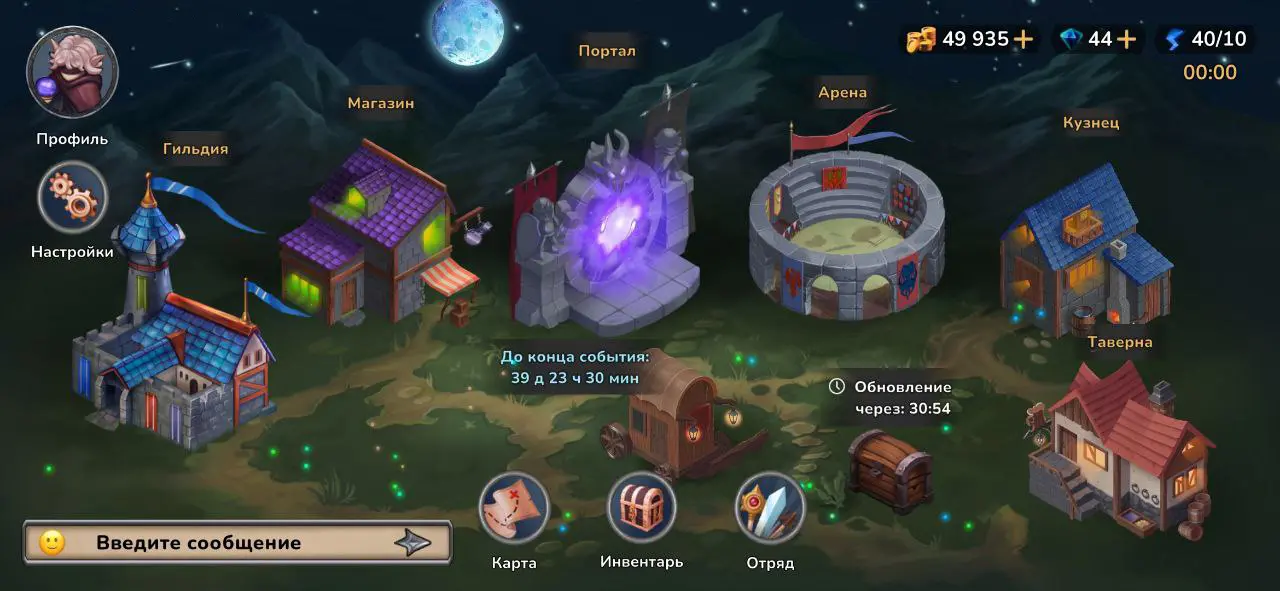 Профиль
Настройки
Гильдия
Магазин
Портал
Арена
Кузнец
49 935
44
40/10
00:00
До конца события:
39 д 23 ч 30 мин
Обновление
через: 30:54
Таверна
Введите сообщение
Карта
Инвентарь
Отряд